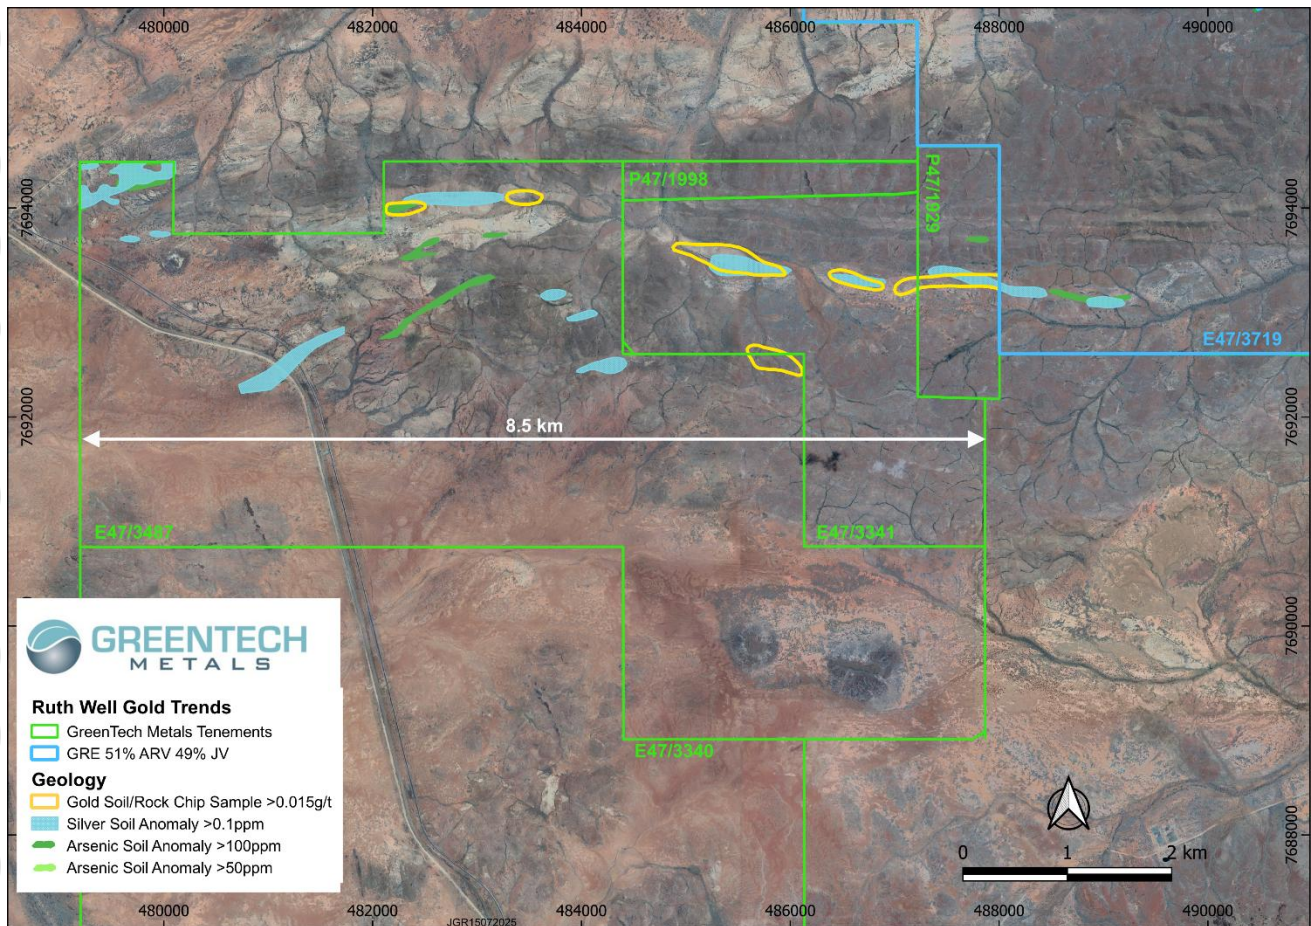 480000
482000
484000
486000
488000
490000
P47/1998
P47/1929
7694000
7694000
E47/3719
7692000
7692000
8.5 km
E47/3487
E47/3341
7690000
GREENTECH
METALS
Ruth Well Gold Trends
GreenTech Metals Tenements
GRE 51% ARV 49% JV
Geology
Gold Soil/Rock Chip Sample >0.015g/t
Silver Soil Anomaly >0.1ppm
Arsenic Soil Anomaly >100ppm
Arsenic Soil Anomaly >50ppm
E47/3340
7688000
0 1 2 km
480000
482000
484000
486000
488000
490000
JGR15072025